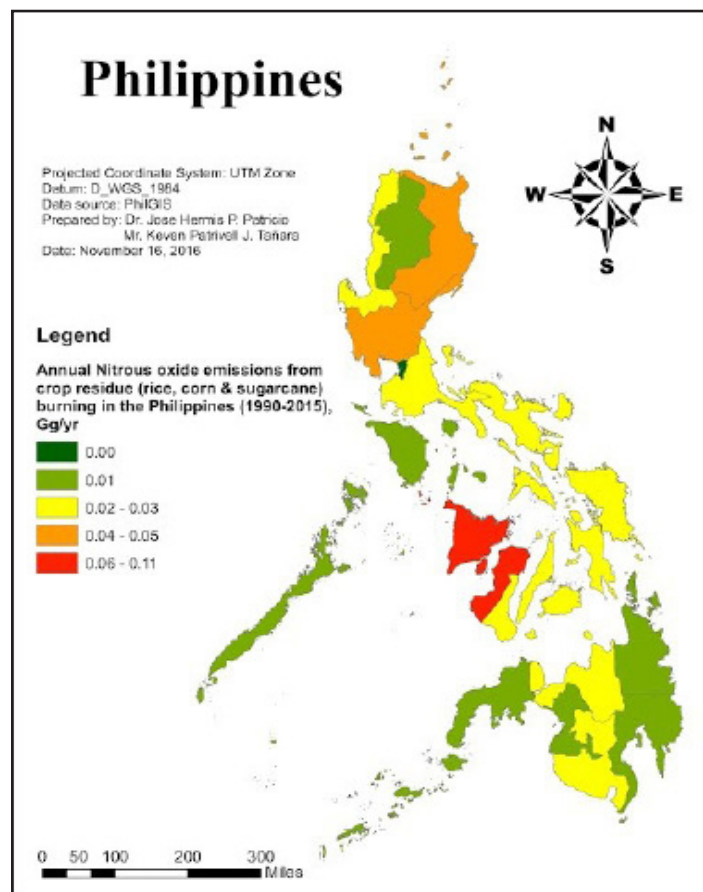 Philippines
Projected Coordinate System: UTM Zone
Datum: D_WGS_1984
Data source: PhilGIS
Prepared by: Dr. Jose Hermis P. Patricio
Mr. Keven Patrivell J. Tañara
Date: November 16, 2016
N
W
E
S
Legend
Annual Nitrous oxide emissions from
crop residue (rice, corn & sugarcane)
burning in the Philippines (1990-2015),
Gg/yr
0.00
0.01
0.02 - 0.03
0.04 - 0.05
0.06 - 0.11
0 50 100 200 300
Miles